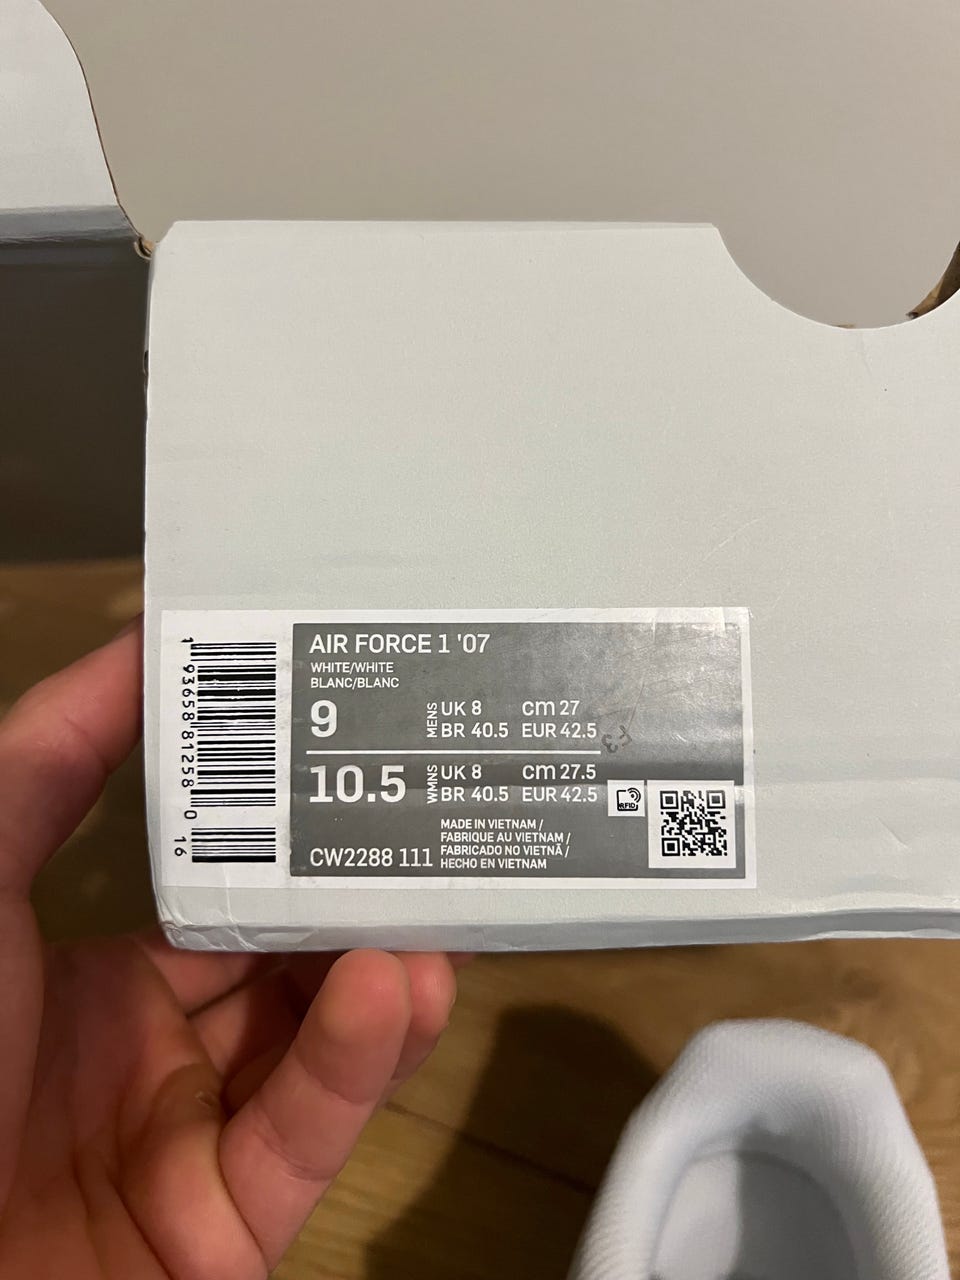 AIR FORCE 1 '07
WHITE/WHITE
BLANC/BLANC
9 MENS UK 8 cm 27
BR 40.5 EUR 42.5
F3
10.5 WMNS UK 8 cm 27.5
BR 40.5 EUR 42.5
RFID
MADE IN VIETNAM /
FABRIQUE AU VIETNAM /
FABRICADO NO VIETNÃ /
HECHO EN VIETNAM
CW2288 111
1 93658 81258 0 16